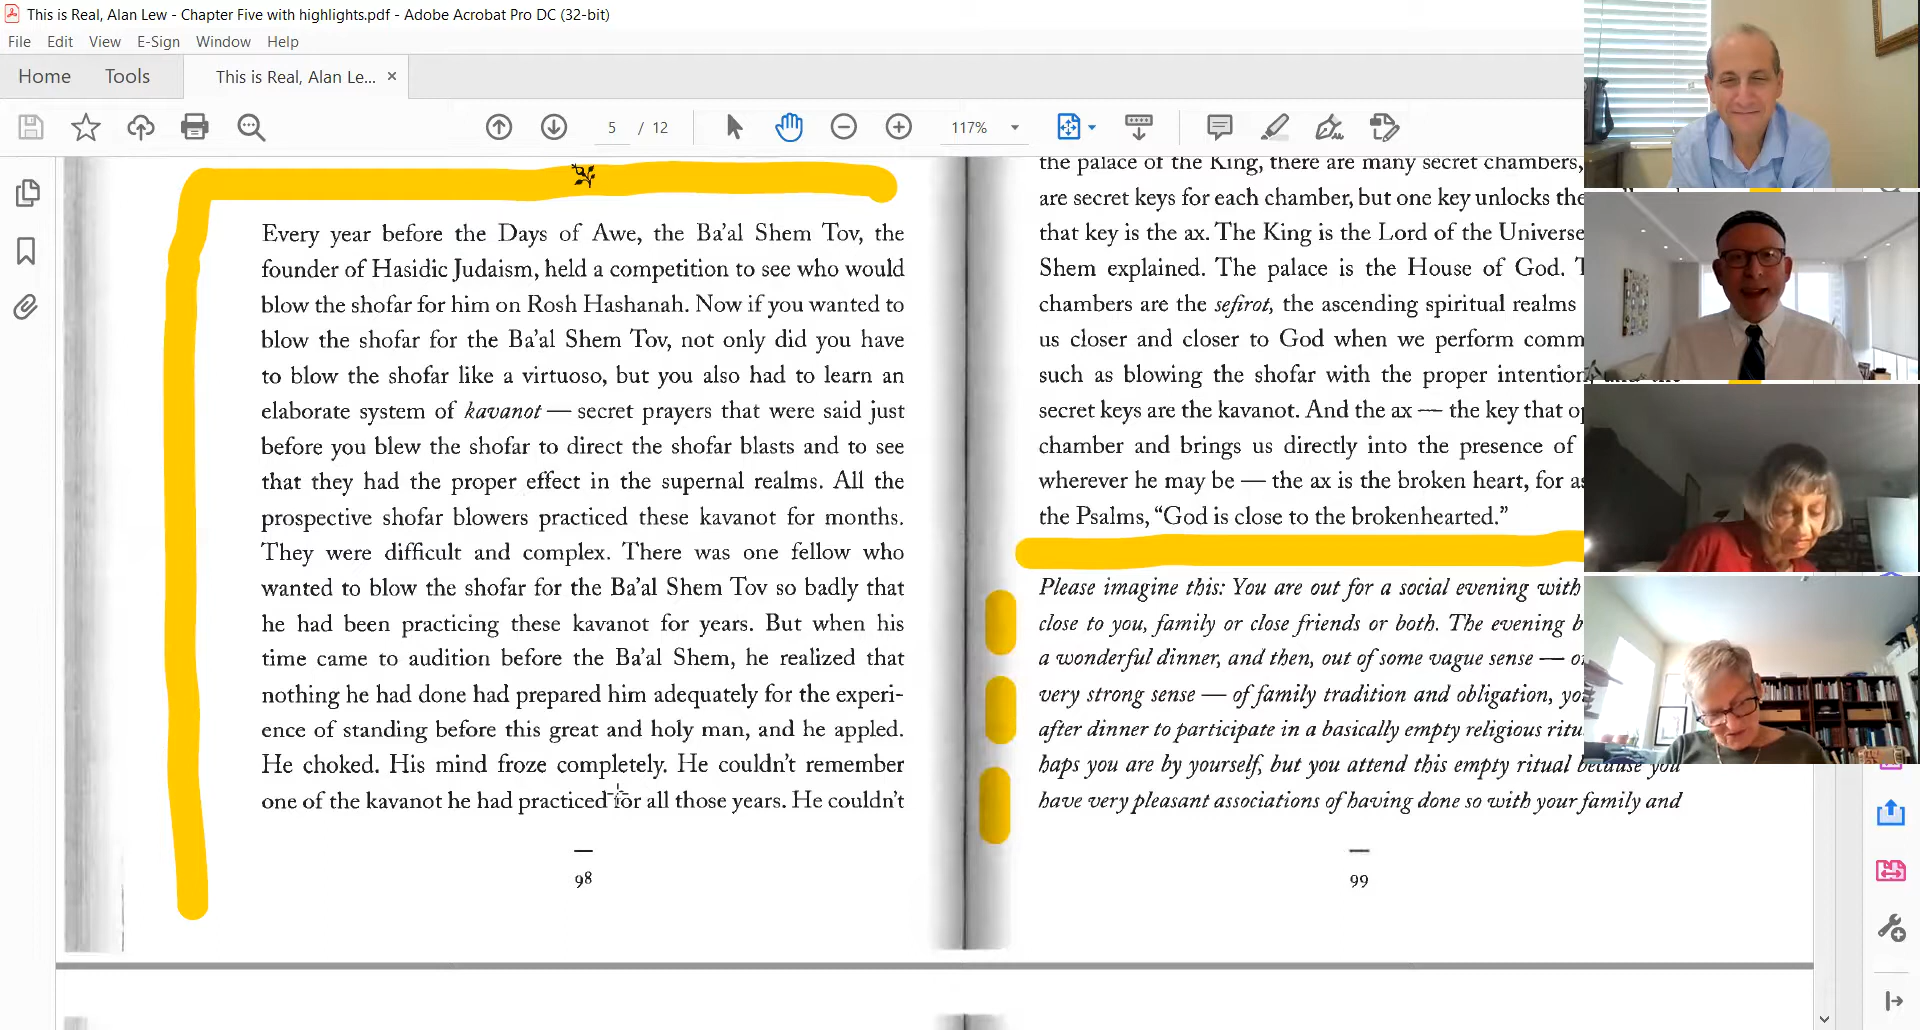 This is Real, Alan Lew - Chapter Five with highlights.pdf - Adobe Acrobat Pro DC (32-bit)
File Edit View E-Sign Window Help
Home Tools This is Real, Alan Le... ×
5 / 12 117%
Every year before the Days of Awe, the Ba’al Shem Tov, the
founder of Hasidic Judaism, held a competition to see who would
blow the shofar for him on Rosh Hashanah. Now if you wanted to
blow the shofar for the Ba’al Shem Tov, not only did you have
to blow the shofar like a virtuoso, but you also had to learn an
elaborate system of kavanot — secret prayers that were said just
before you blew the shofar to direct the shofar blasts and to see
that they had the proper effect in the supernal realms. All the
prospective shofar blowers practiced these kavanot for months.
They were difficult and complex. There was one fellow who
wanted to blow the shofar for the Ba’al Shem Tov so badly that
he had been practicing these kavanot for years. But when his
time came to audition before the Ba’al Shem, he realized that
nothing he had done had prepared him adequately for the experi-
ence of standing before this great and holy man, and he appled.
He choked. His mind froze completely. He couldn’t remember
one of the kavanot he had practiced for all those years. He couldn’t
98
the palace of the King, there are many secret chambers,
are secret keys for each chamber, but one key unlocks the
that key is the ax. The King is the Lord of the Universe
Shem explained. The palace is the House of God.
chambers are the sefirot, the ascending spiritual realms
us closer and closer to God when we perform comm
such as blowing the shofar with the proper intention,
secret keys are the kavanot. And the ax — the key that op
chamber and brings us directly into the presence of
wherever he may be — the ax is the broken heart, for as
the Psalms, “God is close to the brokenhearted.”
Please imagine this: You are out for a social evening with
close to you, family or close friends or both. The evening b
a wonderful dinner, and then, out of some vague sense — o
very strong sense — of family tradition and obligation, yo
after dinner to participate in a basically empty religious ritu
haps you are by yourself, but you attend this empty ritual because you
have very pleasant associations of having done so with your family and
99